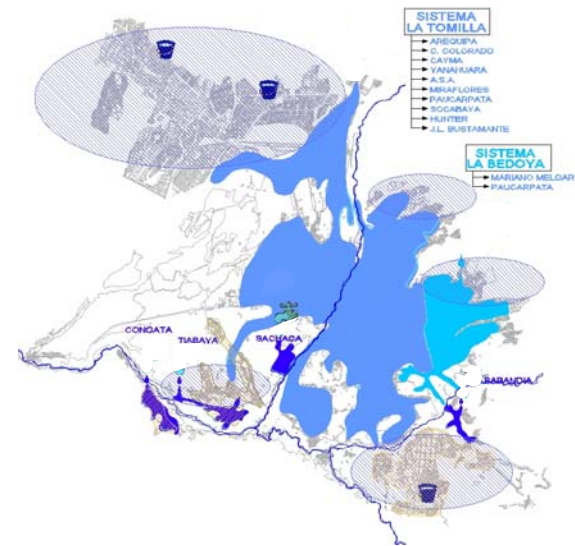 SISTEMA
LA TOMILLA
AREQUIPA
C. COLORADO
CAYMA
YANAHUARA
A.S.A.
MIRAFLORES
PAUCARPATA
SOCABAYA
HUNTER
J.L. BUSTAMANTE
SISTEMA
LA BEDOYA
MARIANO MELGAR
PAUCARPATA
CONGATA
TIABAYA
SACHACA
SABANDIA